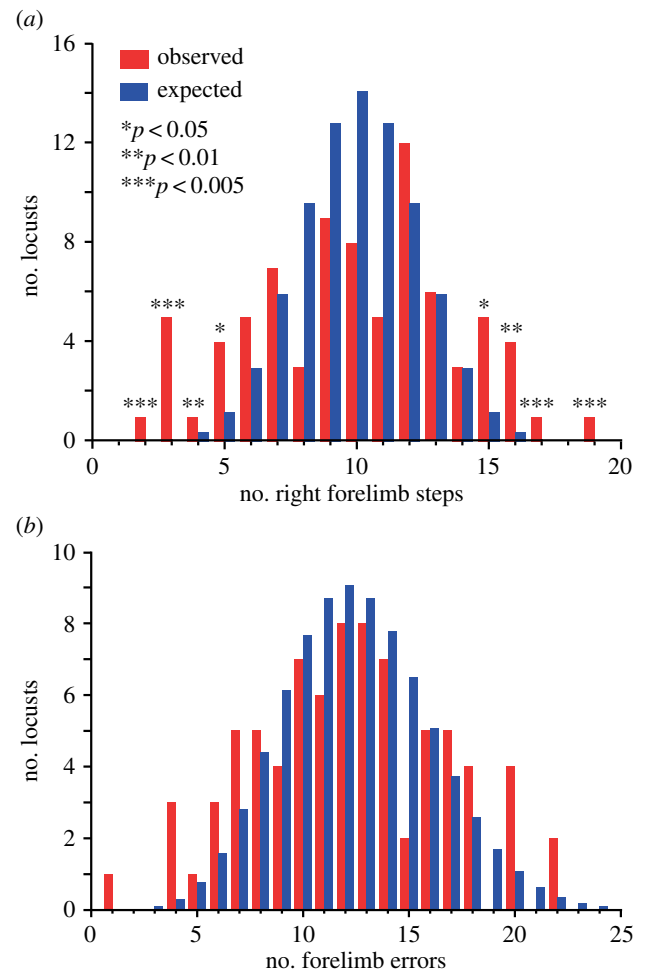 (a)
16
observed
expected
*p < 0.05
**p < 0.01
***p < 0.005
12
no. locusts
8
***
*
*
**
4
***
**
***
***
0
0
5
10
15
20
no. right forelimb steps
(b)
10
8
6
no. locusts
4
2
0
0
5
10
15
20
25
no. forelimb errors